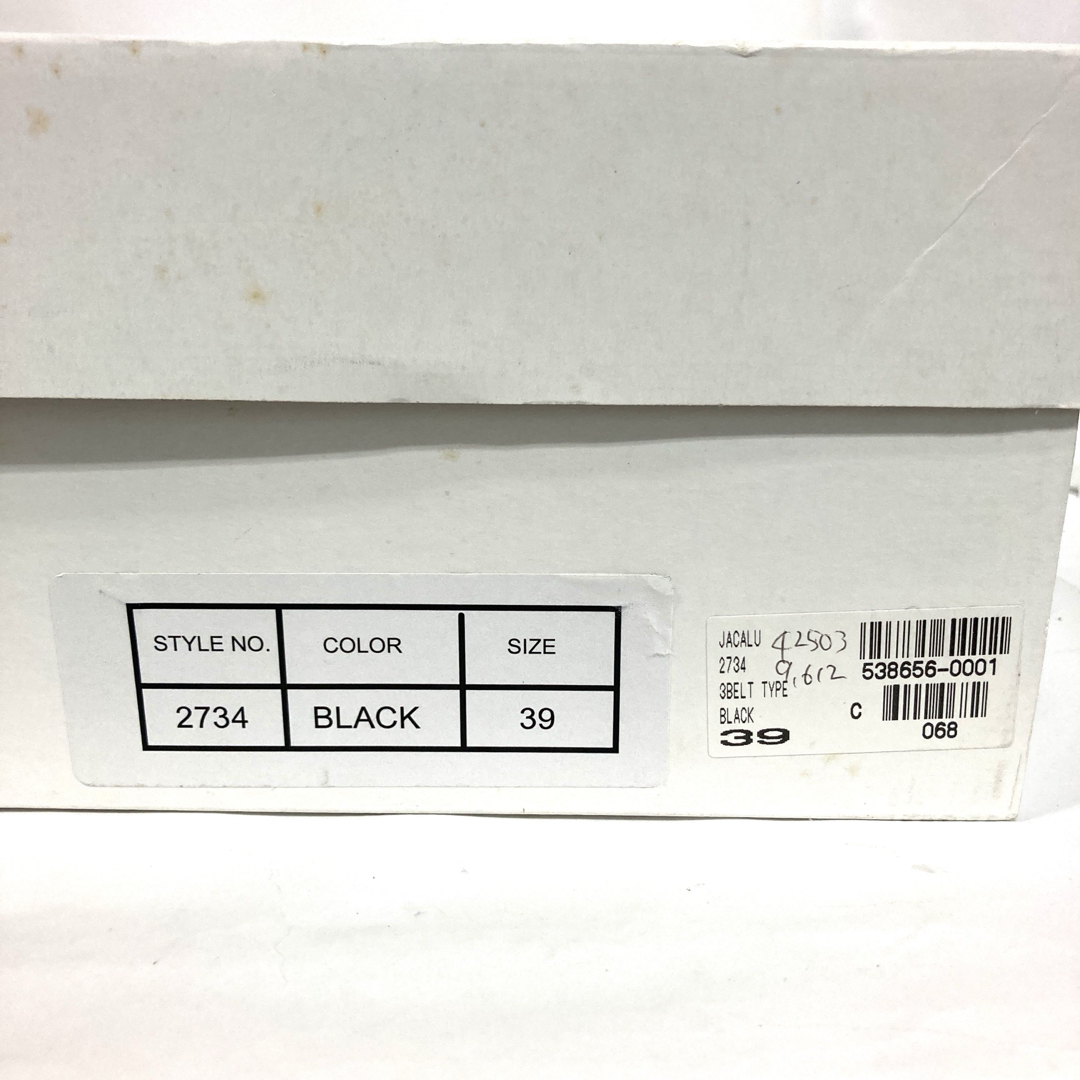 STYLE NO. COLOR SIZE
2734 BLACK 39
JACALU 42503
2734 9,612 538656-0001
3BELT TYPE
BLACK C
39 068